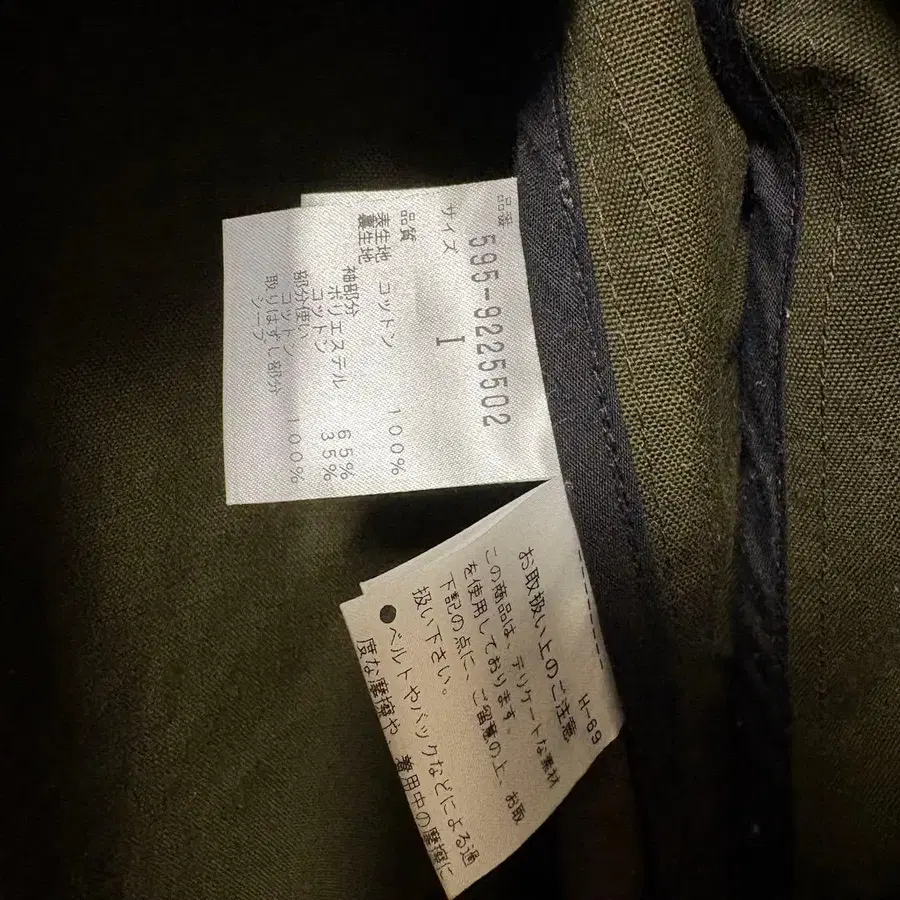 品番 595-9225502
サイズ I
品質
表生地 コットン 100%
裏生地
袖部分
ポリエステル 65%
コットン 35%
部分使い
コットン 100%
取りはずし部分
シープ
H-69
お取扱い上のご注意
この商品は、デリケートな素材
を使用しております。
下記の点に、ご留意の上、お取
扱い下さい。
●ベルトやバックなどによる過
度な摩擦や 着用中の摩擦に